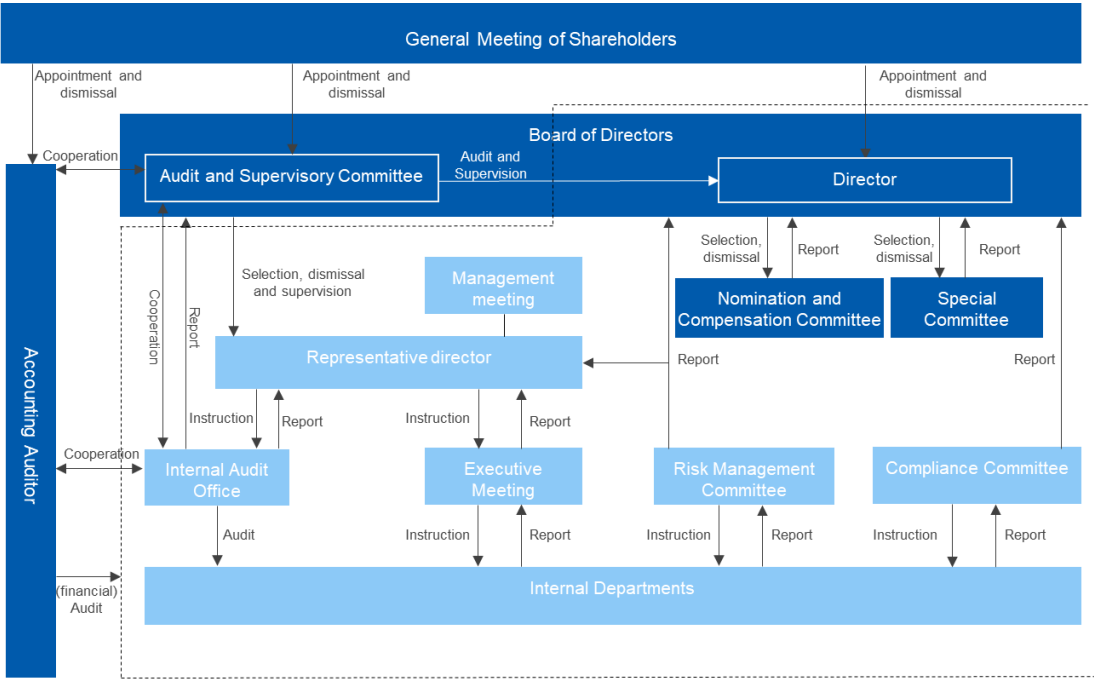 General Meeting of Shareholders
Appointment and
dismissal
Appointment and
dismissal
Appointment and
dismissal
Board of Directors
Cooperation
Audit and Supervisory Committee
Audit and
Supervision
Director
Selection, dismissal
and supervision
Management
meeting
Selection,
dismissal
Report
Selection,
dismissal
Report
Cooperation
Report
Nomination and
Compensation Committee
Special
Committee
Accounting Auditor
Representative director
Report
Report
Instruction
Report
Instruction
Report
Cooperation
Internal Audit
Office
Executive
Meeting
Risk Management
Committee
Compliance Committee
Audit
Instruction
Report
Instruction
Report
Instruction
Report
(financial)
Audit
Internal Departments